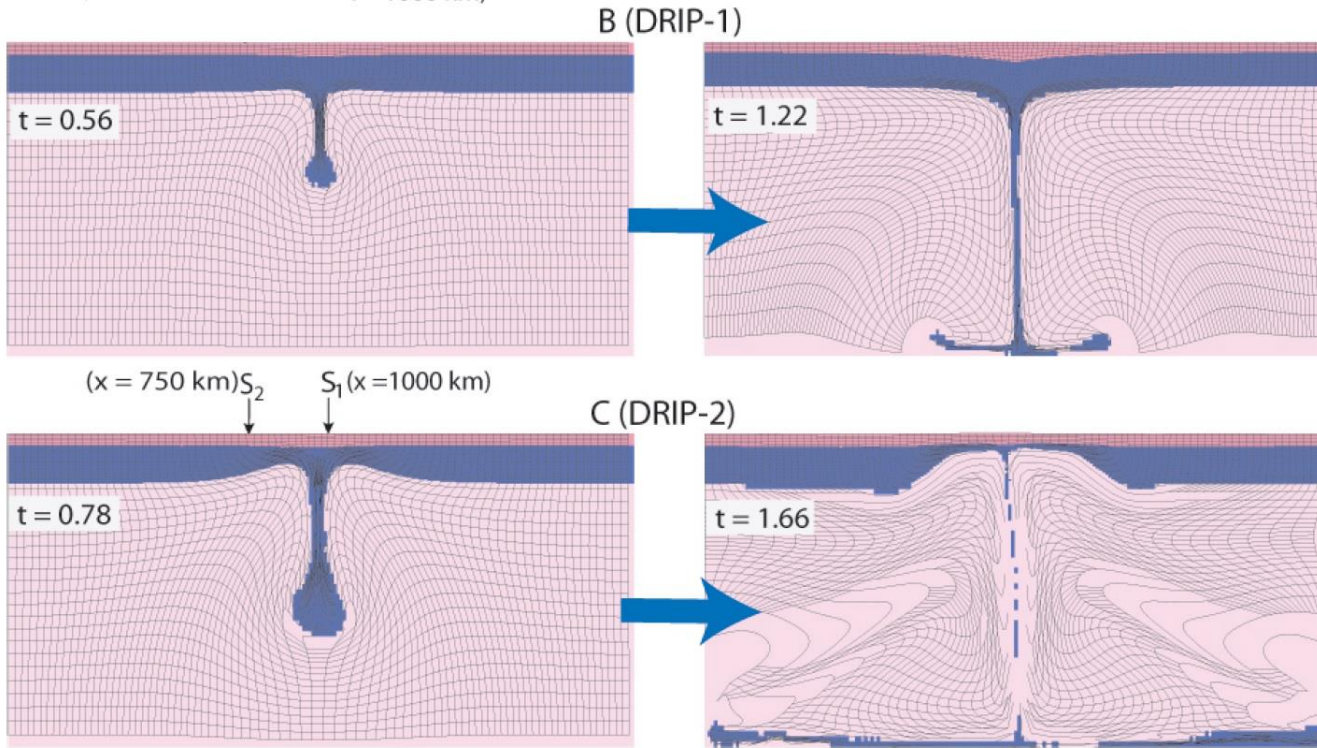 B (DRIP-1)
t = 0.56
t = 1.22
(x = 750 km)S2 S1(x =1000 km)
C (DRIP-2)
t = 0.78
t = 1.66